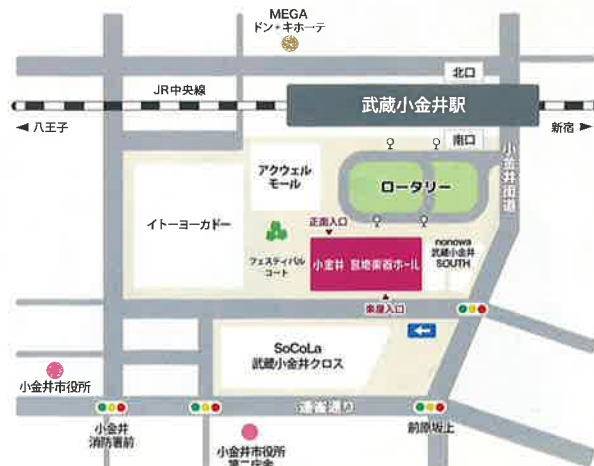 MEGA
ドン・キホーテ
北口
JR中央線
武蔵小金井駅
八王子
新宿
南口
小金井街道
アクウェル
モール
ロータリー
イトーヨーカドー
正面入口
フェスティバル
コート
小金井 宮地楽器ホール
nonowa
武蔵小金井
SOUTH
楽屋入口
SoCoLa
武蔵小金井クロス
小金井市役所
連雀通り
小金井
消防署前
前原坂上
小金井市役所
第二庁舎